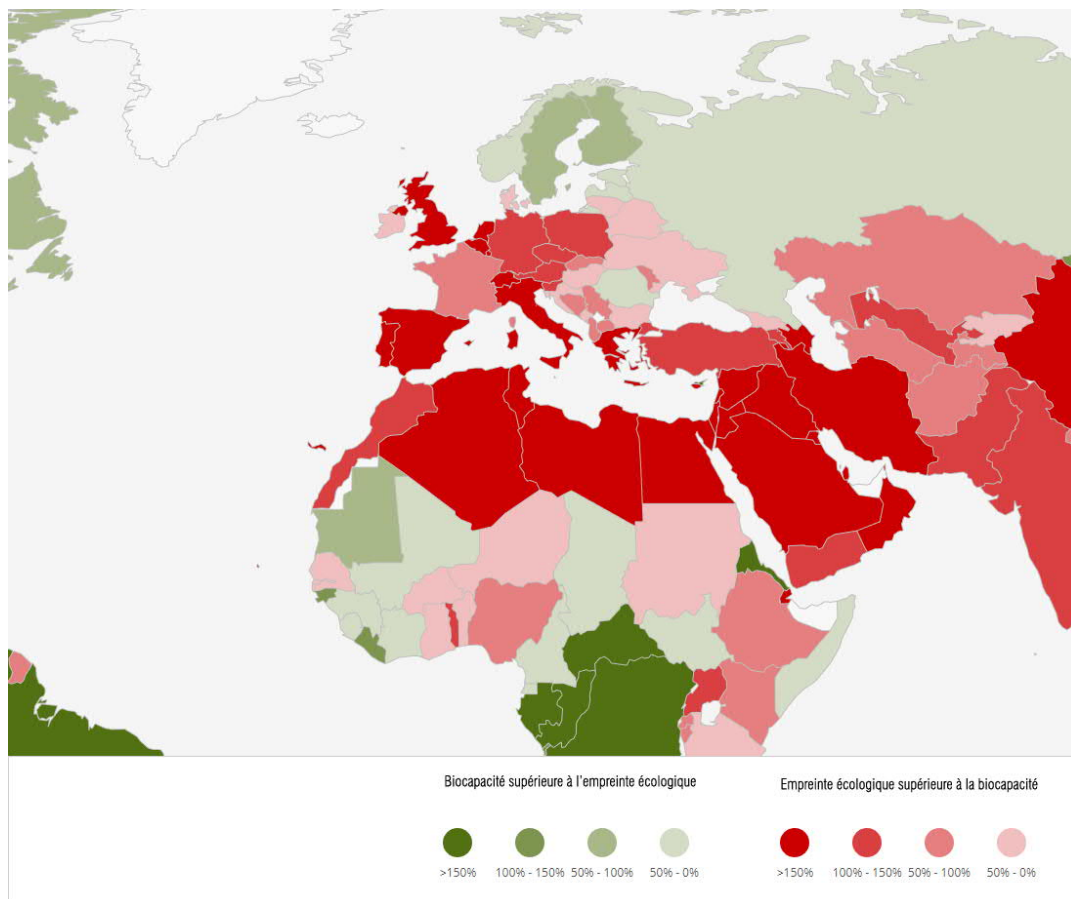 Biocapacité supérieure à l'empreinte écologique
Empreinte écologique supérieure à la biocapacité
>150% 100% - 150% 50% - 100% 50% - 0%
>150% 100% - 150% 50% - 100% 50% - 0%